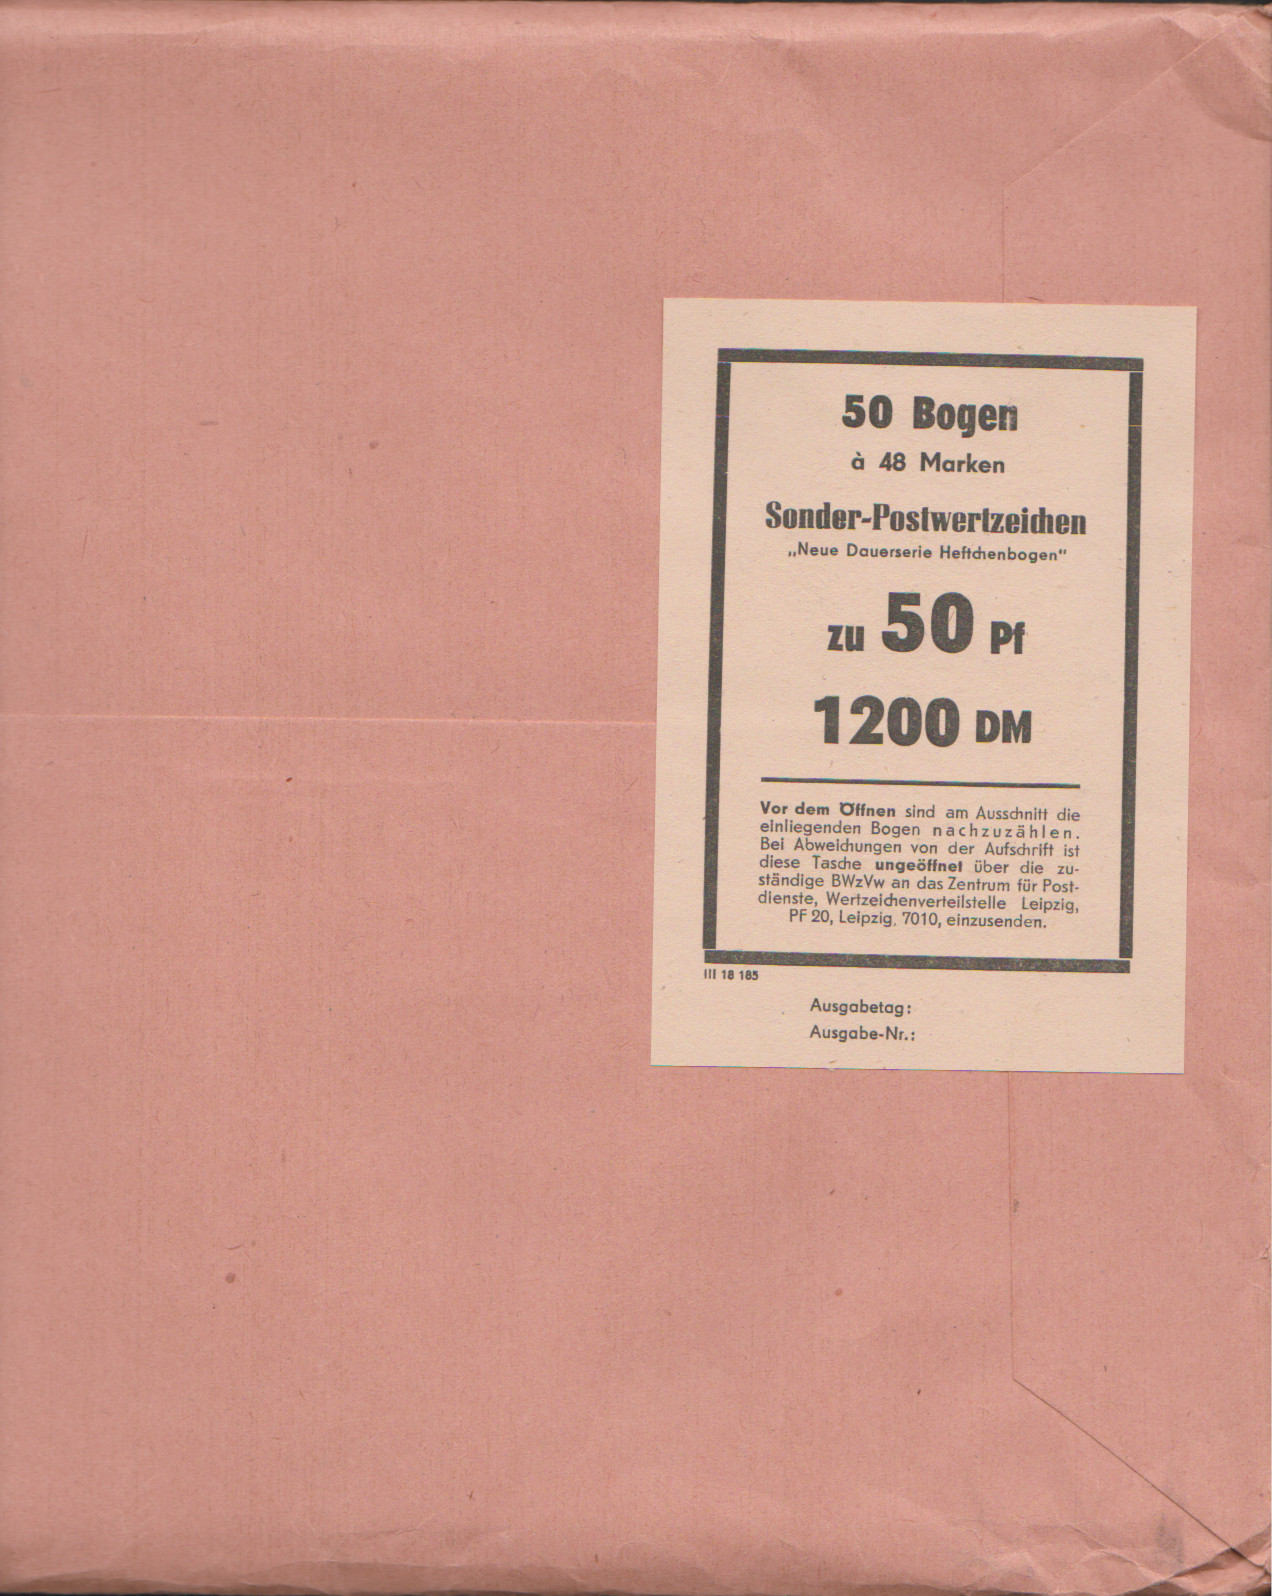 50 Bogen
à 48 Marken
Sonder-Postwertzeichen
„Neue Dauerserie Heftchenbogen"
zu 50 Pf
1200 DM
Vor dem Öffnen sind am Ausschnitt die
einliegenden Bogen nachzuzählen.
Bei Abweichungen von der Aufschrift ist
diese Tasche ungeöffnet über die zu-
ständige BWzVw an das Zentrum für Post-
dienste, Wertzeichenverteilstelle Leipzig,
PF 20, Leipzig, 7010, einzusenden.
III 18 185
Ausgabetag:
Ausgabe-Nr.: